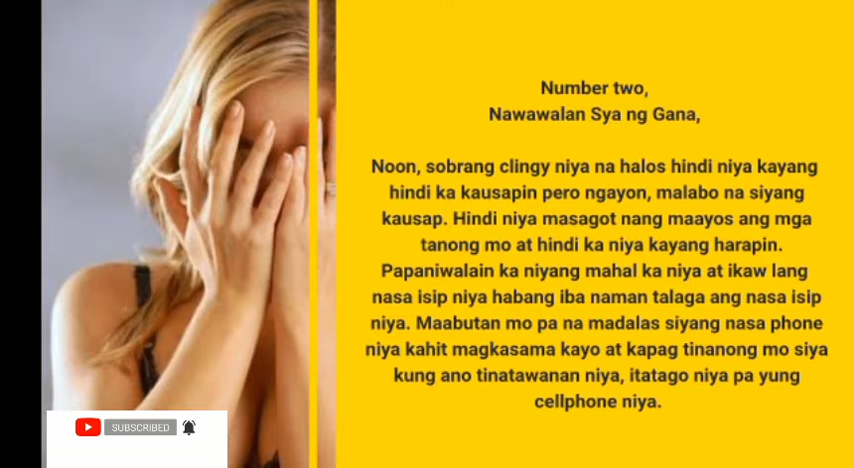 Number two,
Nawawalan Sya ng Gana,
Noon, sobrang clingy niya na halos hindi niya kayang
hindi ka kausapin pero ngayon, malabo na siyang
kausap. Hindi niya masagot nang maayos ang mga
tanong mo at hindi ka niya kayang harapin.
Papaniwalain ka niyang mahal ka niya at ikaw lang
nasa isip niya habang iba naman talaga ang nasa isip
niya. Maabutan mo pa na madalas siyang nasa phone
niya kahit magkasama kayo at kapag tinanong mo siya
kung ano tinatawanan niya, itatago niya pa yung
cellphone niya.
SUBSCRIBED